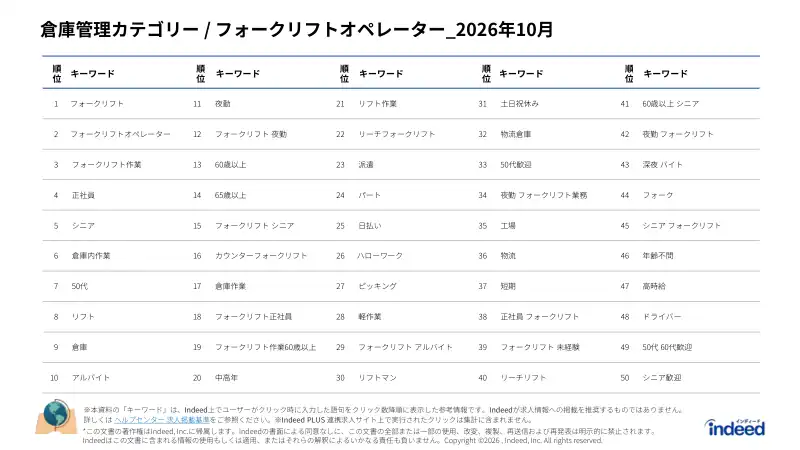 倉庫管理カテゴリー / フォークリフトオペレーター_2026年10月
順位 キーワード 順位 キーワード 順位 キーワード 順位 キーワード 順位 キーワード
1 フォークリフト 11 夜勤 21 リフト作業 31 土日祝休み 41 60歳以上 シニア
2 フォークリフトオペレーター 12 フォークリフト 夜勤 22 リーチフォークリフト 32 物流倉庫 42 夜勤 フォークリフト
3 フォークリフト作業 13 60歳以上 23 派遣 33 50代歓迎 43 深夜 バイト
4 正社員 14 65歳以上 24 パート 34 夜勤 フォークリフト業務 44 フォーク
5 シニア 15 フォークリフト シニア 25 日払い 35 工場 45 シニア フォークリフト
6 倉庫内作業 16 カウンターフォークリフト 26 ハローワーク 36 物流 46 年齢不問
7 50代 17 倉庫作業 27 ピッキング 37 短期 47 高時給
8 リフト 18 フォークリフト正社員 28 軽作業 38 正社員 フォークリフト 48 ドライバー
9 倉庫 19 フォークリフト作業60歳以上 29 フォークリフト アルバイト 39 フォークリフト 未経験 49 50代 60代歓迎
10 アルバイト 20 中高年 30 リフトマン 40 リーチリフト 50 シニア歓迎
※本資料の「キーワード」は、Indeed上でユーザーがクリック時に入力した語句をクリック数降順に表示した参考情報です。Indeedが求人情報への掲載を推奨するものではありません。
詳しくは ヘルプセンター 求人掲載基準をご参照ください。※Indeed PLUS 連携求人サイト上で実行されたクリックは集計に含まれません。
*この文書の著作権はIndeed, Inc.に帰属します。Indeedの書面による同意なしに、この文書の全部または一部の使用、改変、複製、再送信および再発表は明示的に禁止されます。
Indeedはこの文書に含まれる情報の使用もしくは適用、またはそれらの解釈によるいかなる責任も負いません。Copyright ©2026 , Indeed, Inc. All rights reserved.
インディード
indeed